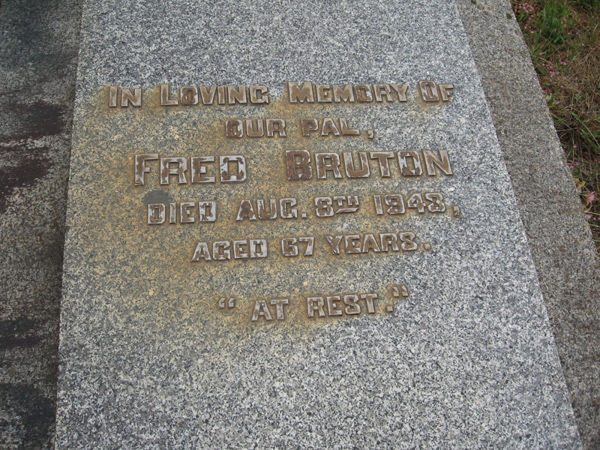 IN LOVING MEMORY OF
OUR PAL,
FRED BRUTON
DIED AUG. 8TH 1943,
AGED 67 YEARS.
"AT REST."